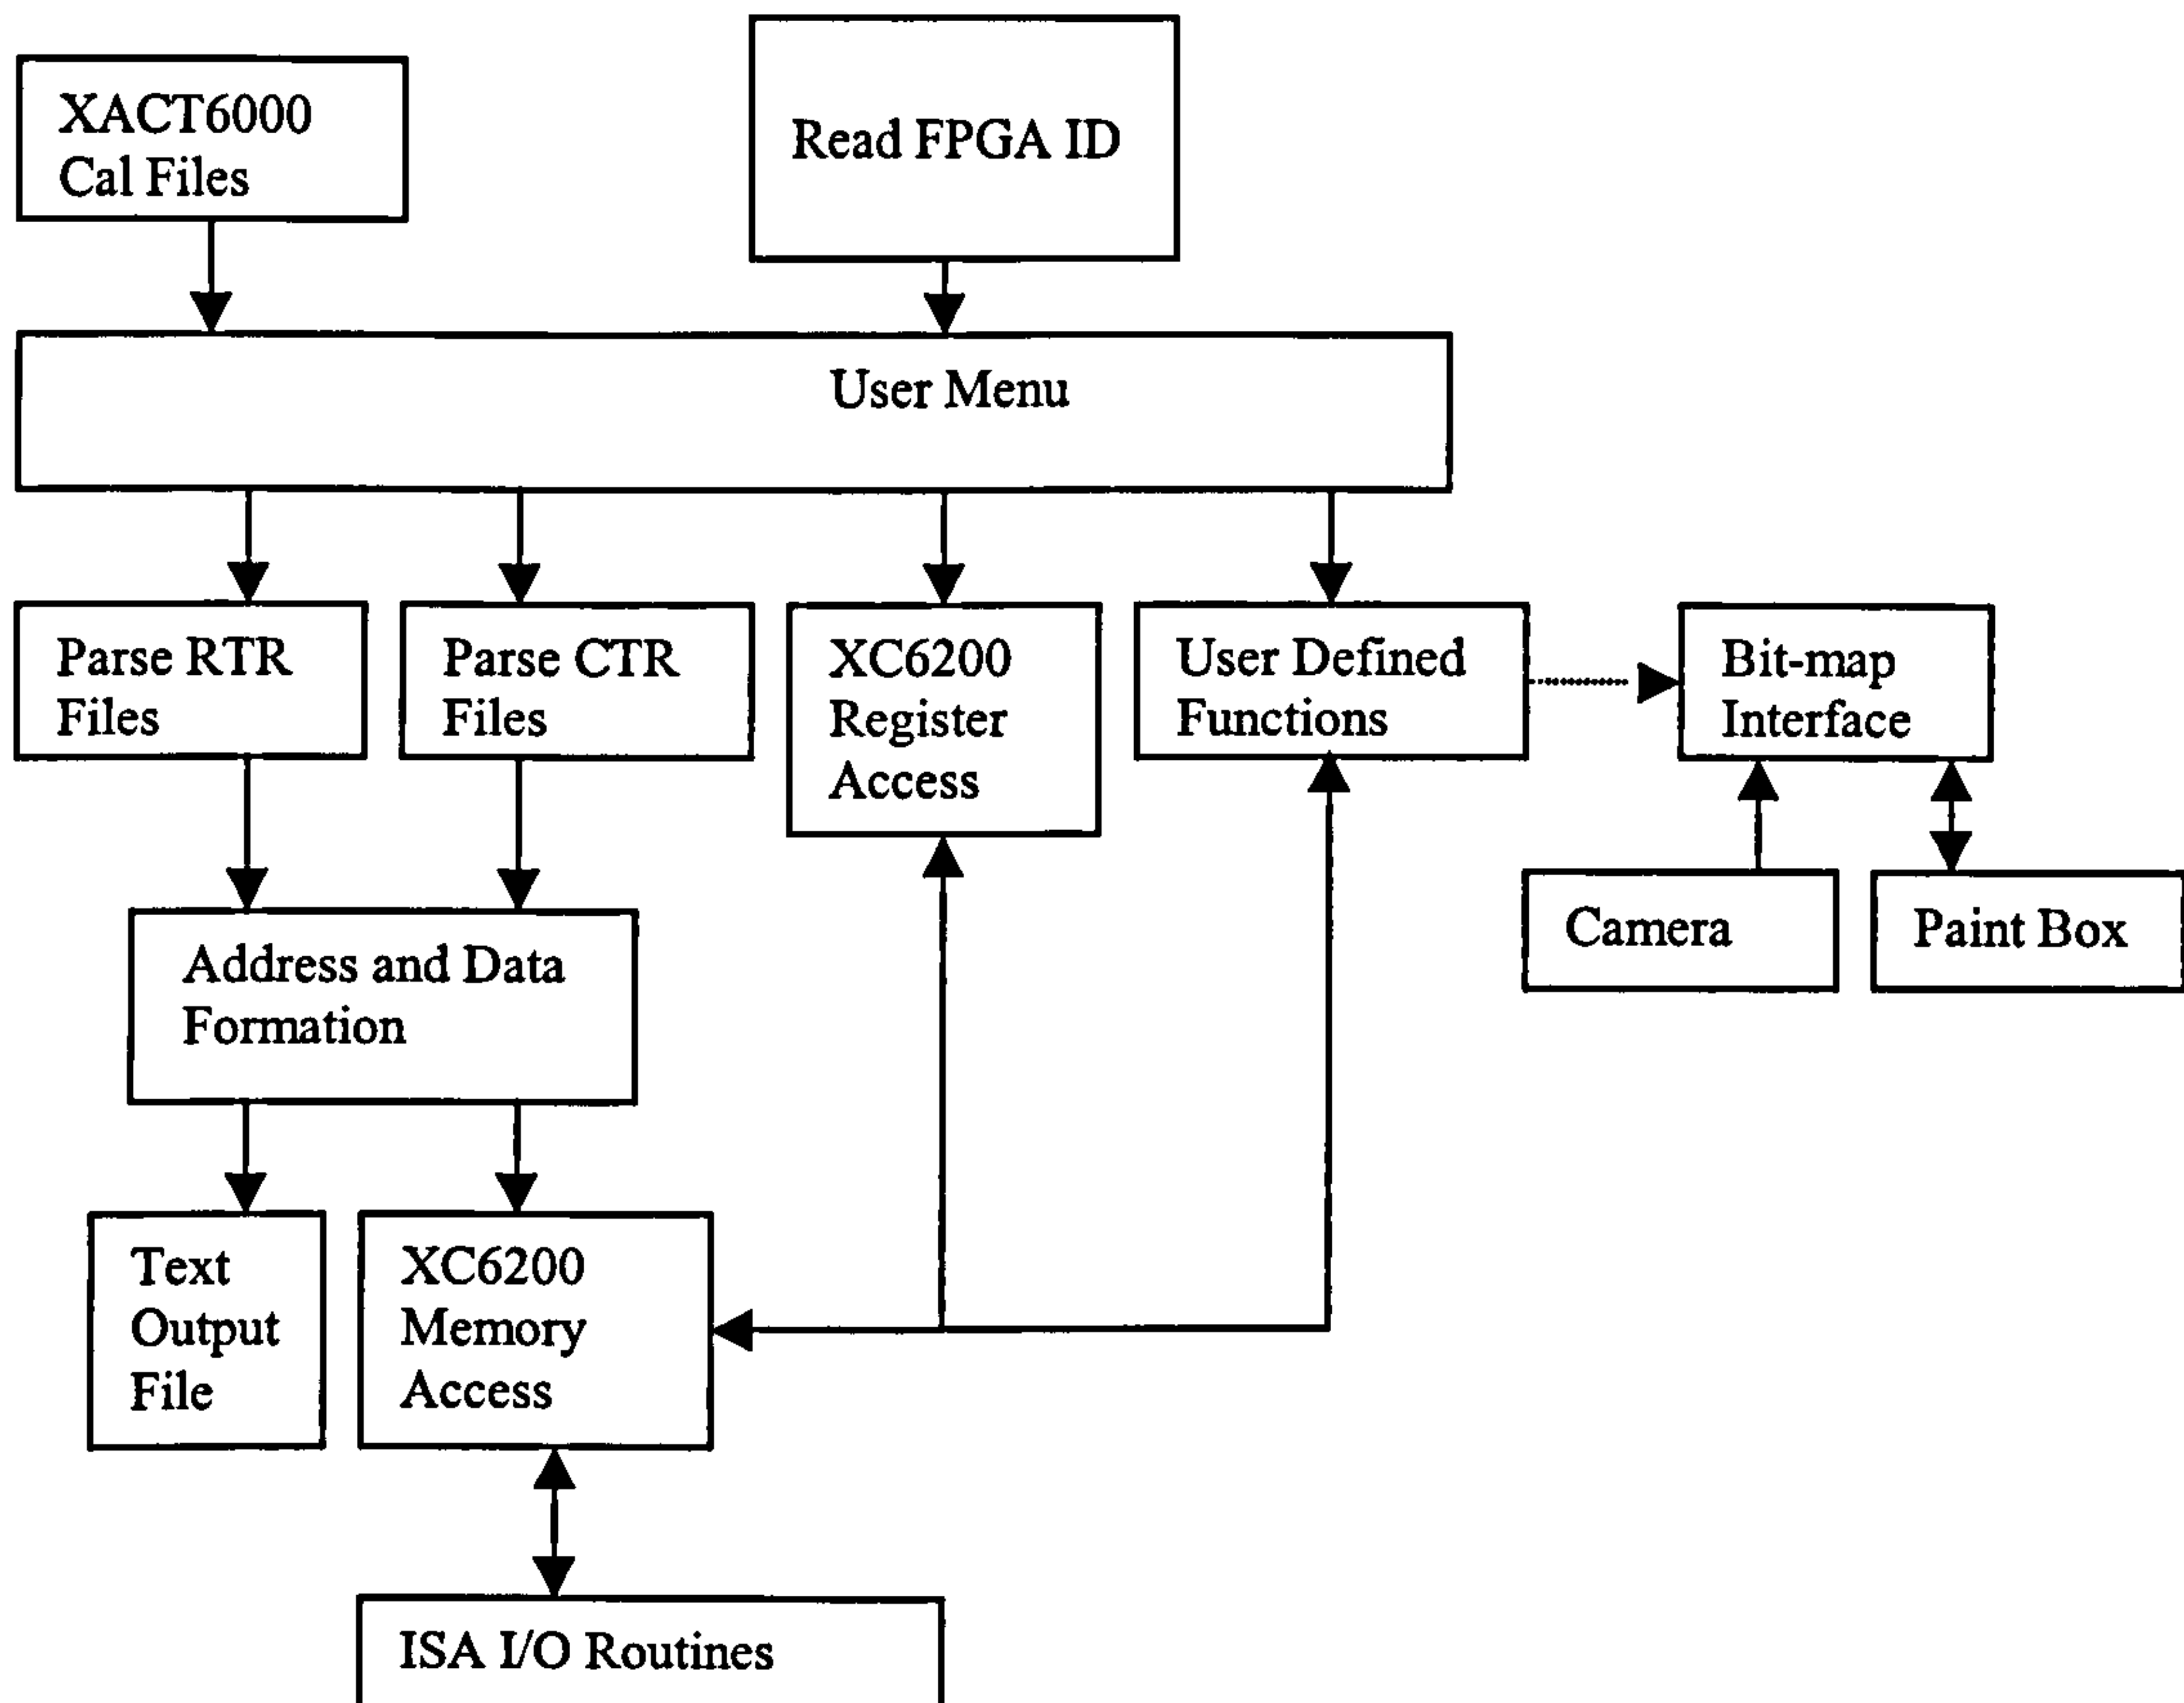 XACT6000
Cal Files
Read FPGA ID
User Menu
Parse RTR
Files
Parse CTR
Files
XC6200
Register
Access
User Defined
Functions
Bit-map
Interface
Camera
Paint Box
Address and Data
Formation
Text
Output
File
XC6200
Memory
Access
ISA I/O Routines